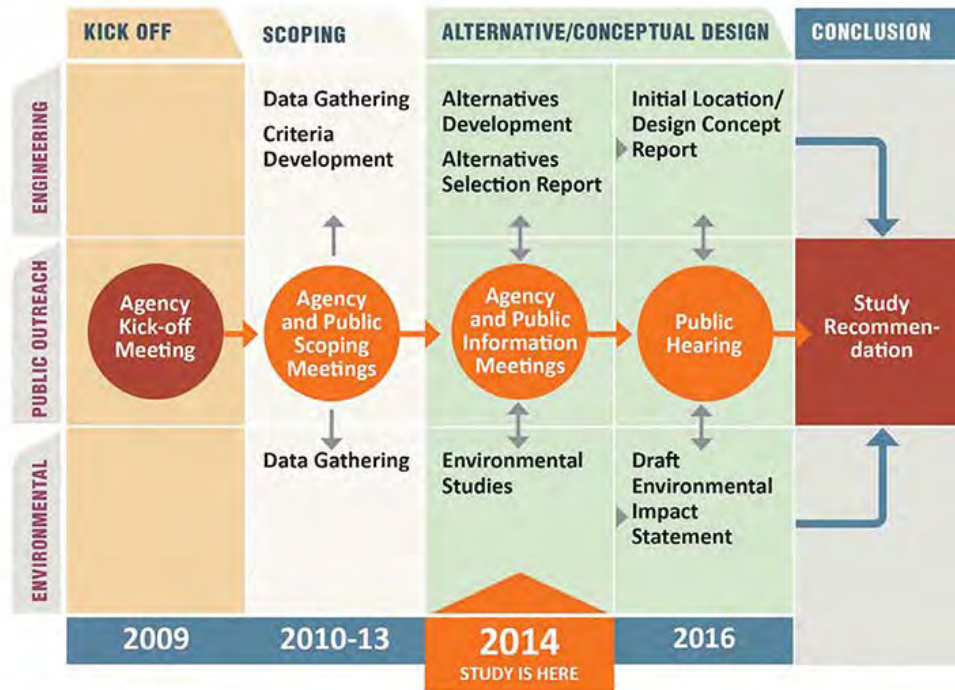 KICK OFF
SCOPING
ALTERNATIVE/CONCEPTUAL DESIGN
CONCLUSION
ENGINEERING
Data Gathering
Criteria
Development
Alternatives
Development
Alternatives
Selection Report
Initial Location/
Design Concept
Report
PUBLIC OUTREACH
Agency
Kick-off
Meeting
Agency
and Public
Scoping
Meetings
Agency
and Public
Information
Meetings
Public
Hearing
Study
Recommen-
dation
ENVIRONMENTAL
Data Gathering
Environmental
Studies
Draft
Environmental
Impact
Statement
2009
2010-13
2014
STUDY IS HERE
2016